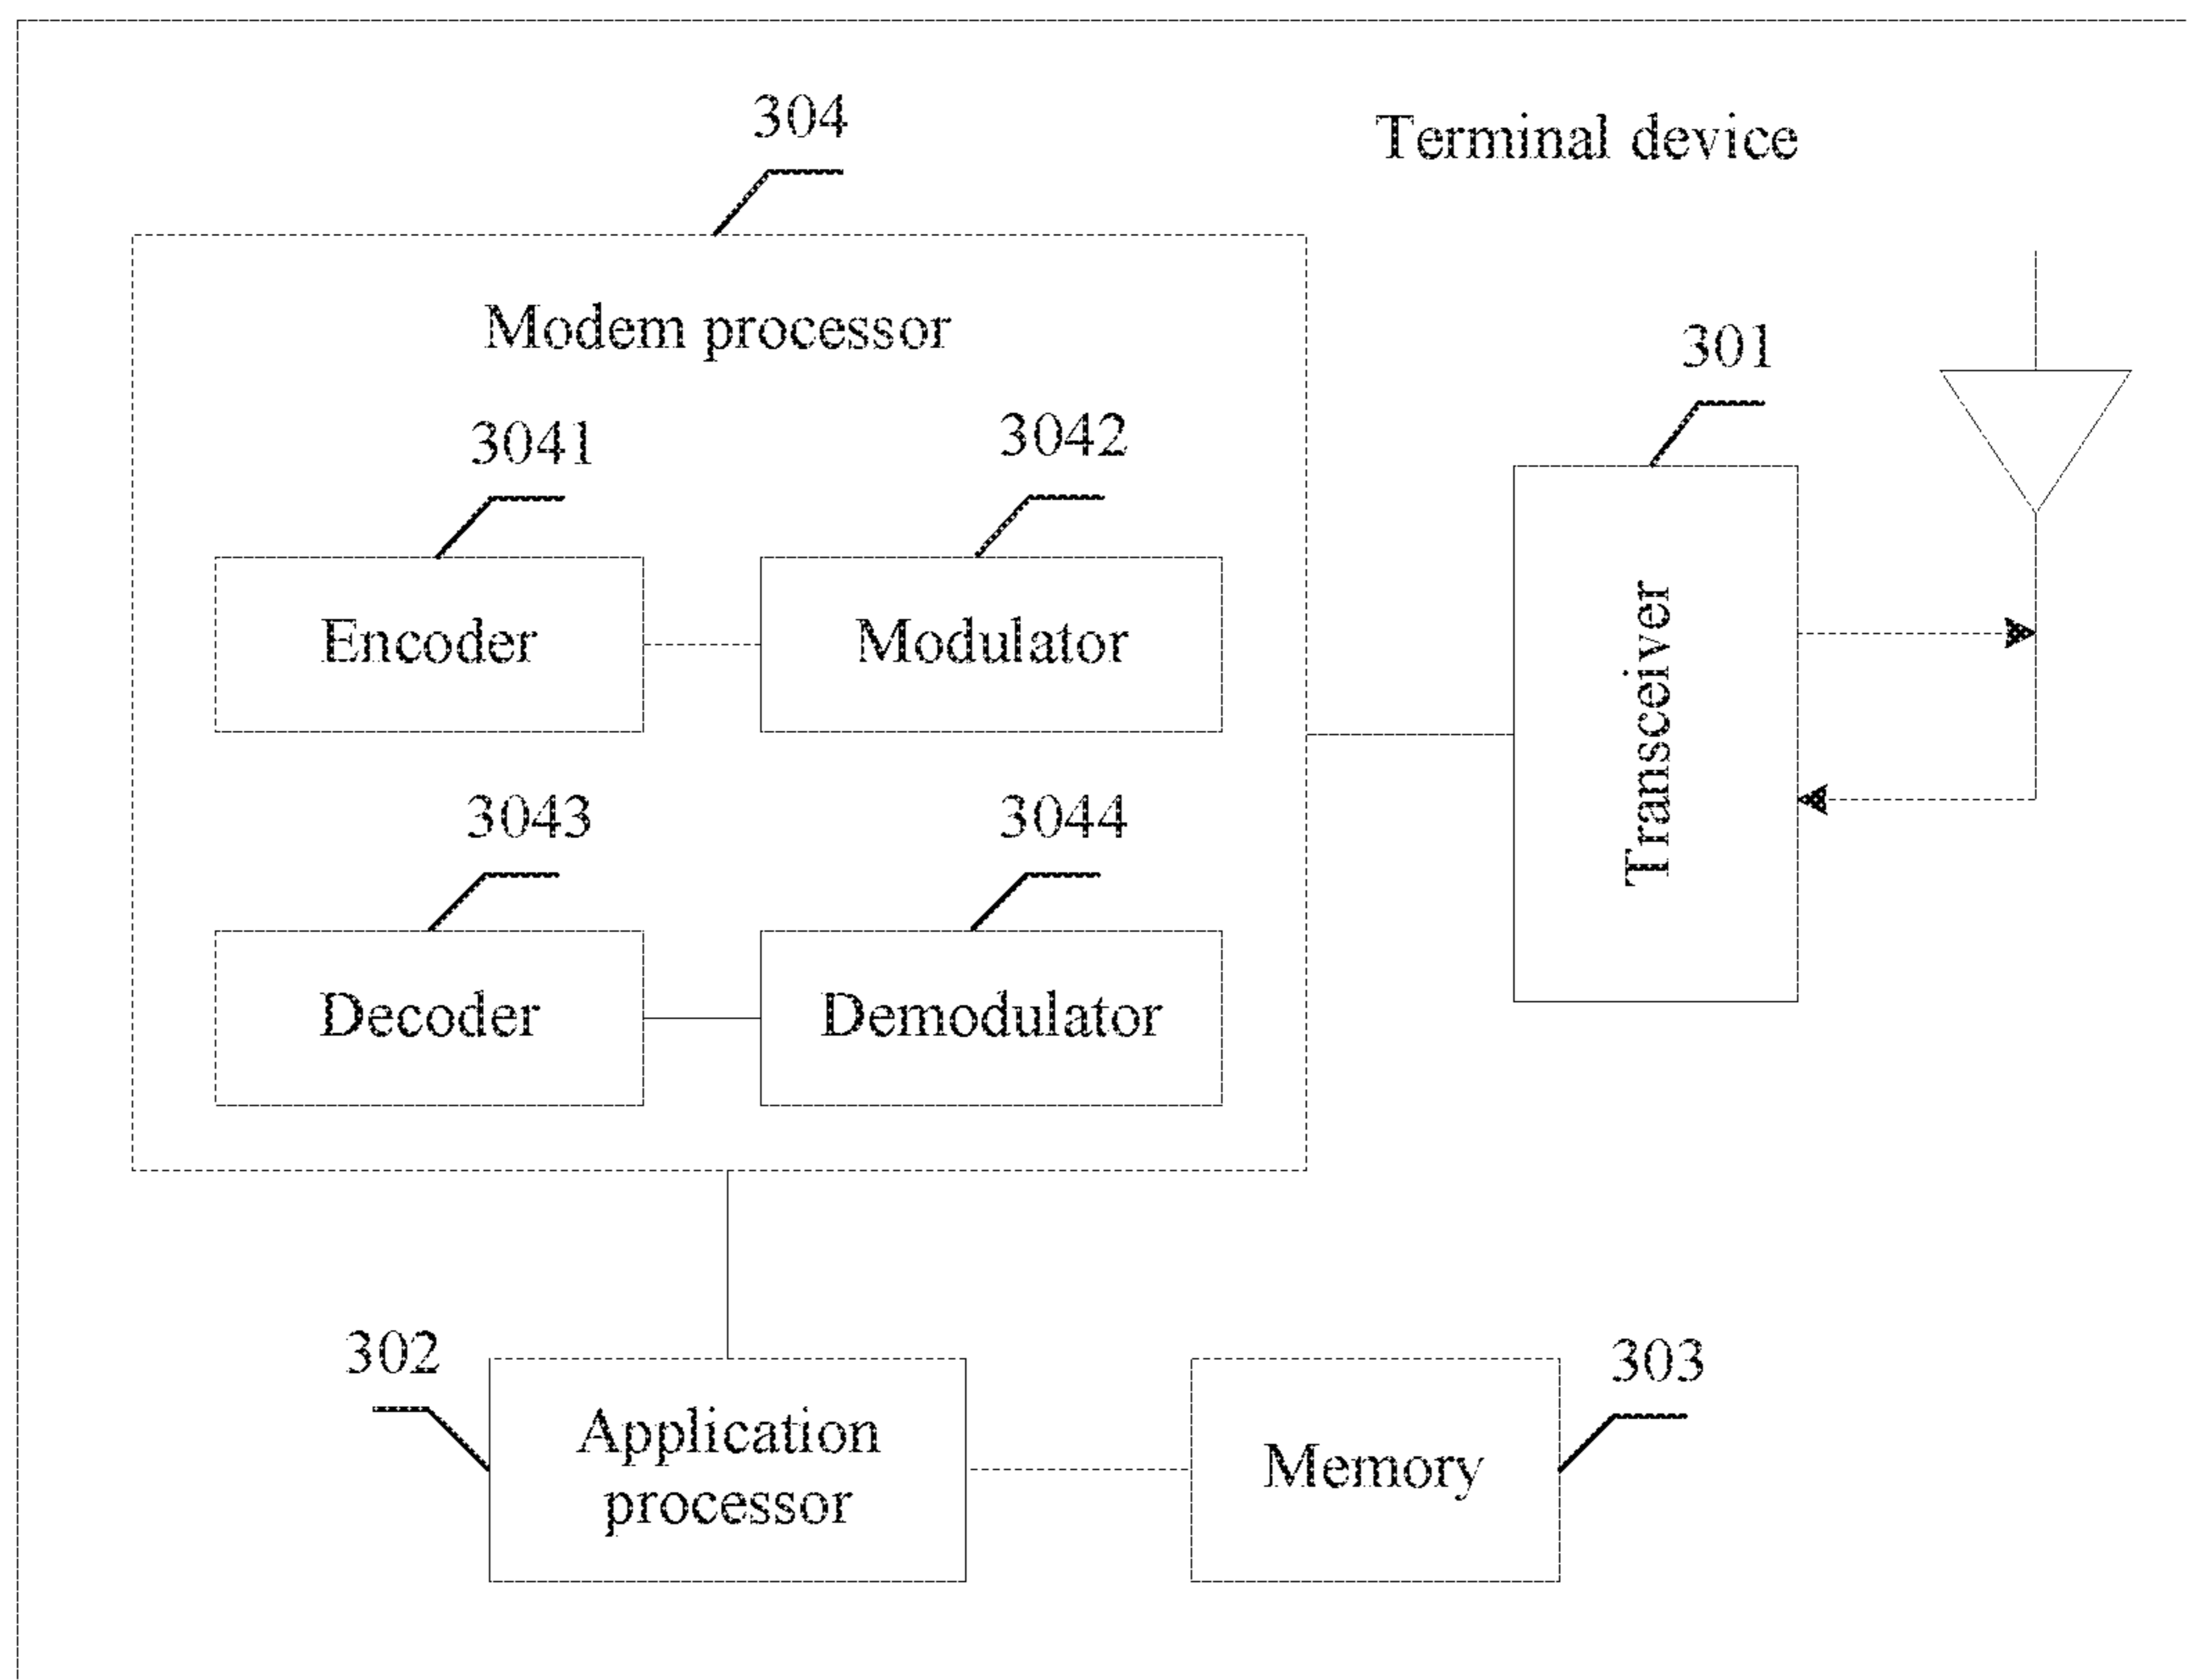 304
Terminal device
Modem processor
301
3041
3042
Encoder
Modulator
Transceiver
3043
3044
Decoder
Demodulator
302
303
Application
processor
Memory